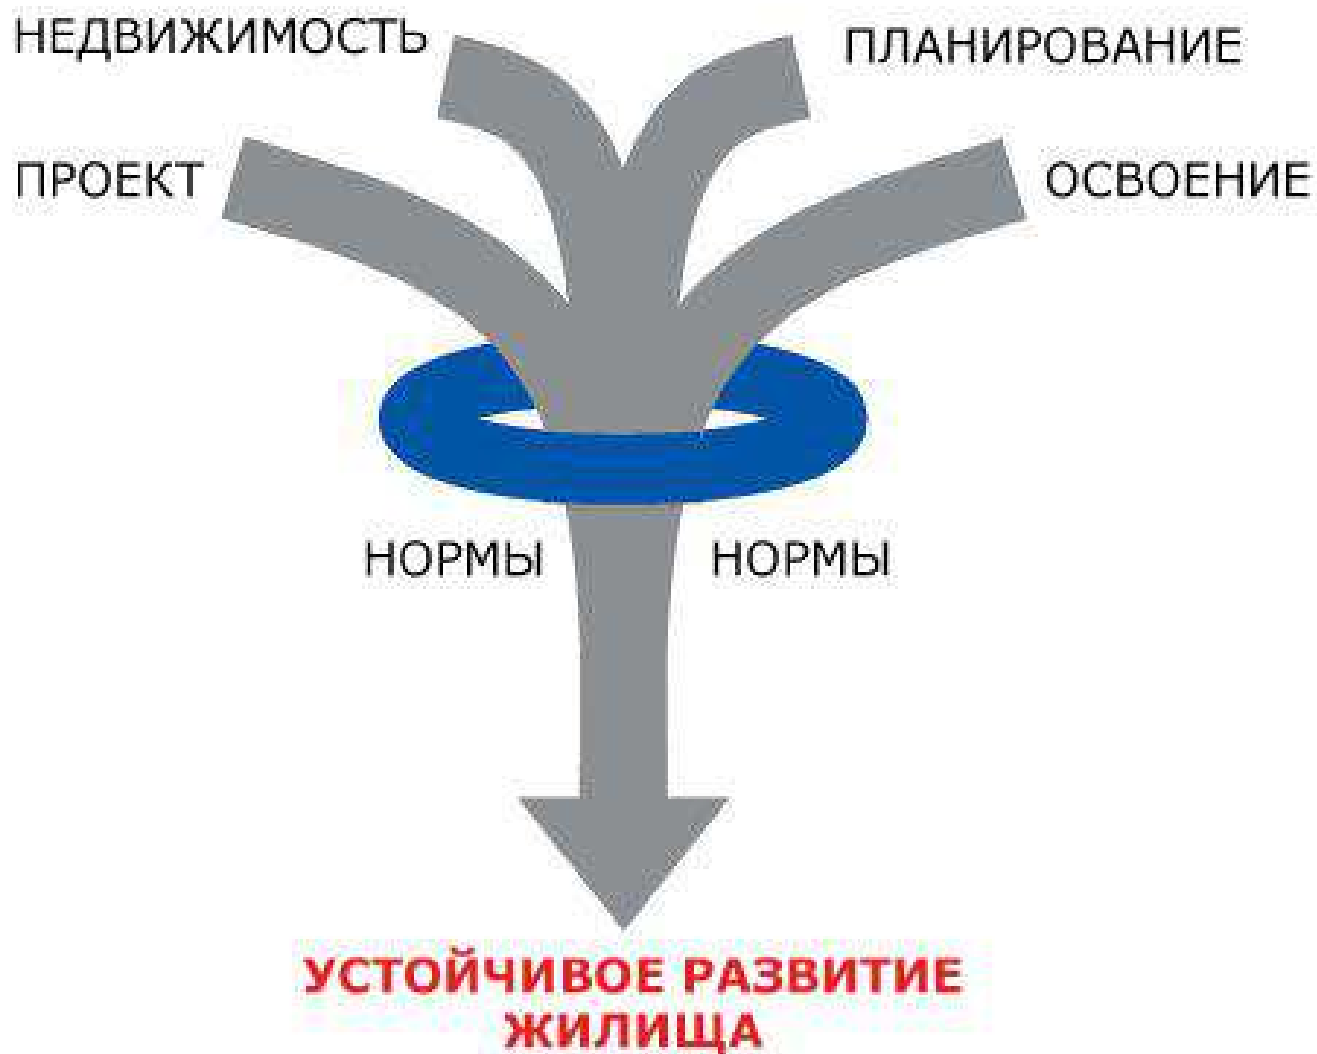 НЕДВИЖИМОСТЬ
ПЛАНИРОВАНИЕ
ПРОЕКТ
ОСВОЕНИЕ
НОРМЫ
НОРМЫ
УСТОЙЧИВОЕ РАЗВИТИЕ
ЖИЛИЩА